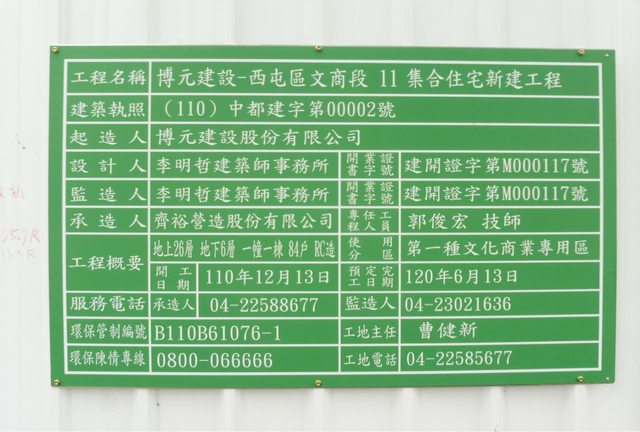 工程名稱 博元建設-西屯區文商段 11 集合住宅新建工程
建築執照 （110）中都建字第00002號
起造人 博元建設股份有限公司
設計人 李明哲建築師事務所 開業證書字號 建開證字第M000117號
監造人 李明哲建築師事務所 開業證書字號 建開證字第M000117號
承造人 齊裕營造股份有限公司 專任工程人員 郭俊宏 技師
工程概要 地上26層 地下6層 一幢一棟 84戶 RC造 使用分區 第一種文化商業專用區
開工日期 110年12月13日 預定完工日期 120年6月13日
服務電話 承造人 04-22588677 監造人 04-23021636
環保管制編號 B110B61076-1 工地主任 曹健新
環保陳情專線 0800-066666 工地電話 04-22585677